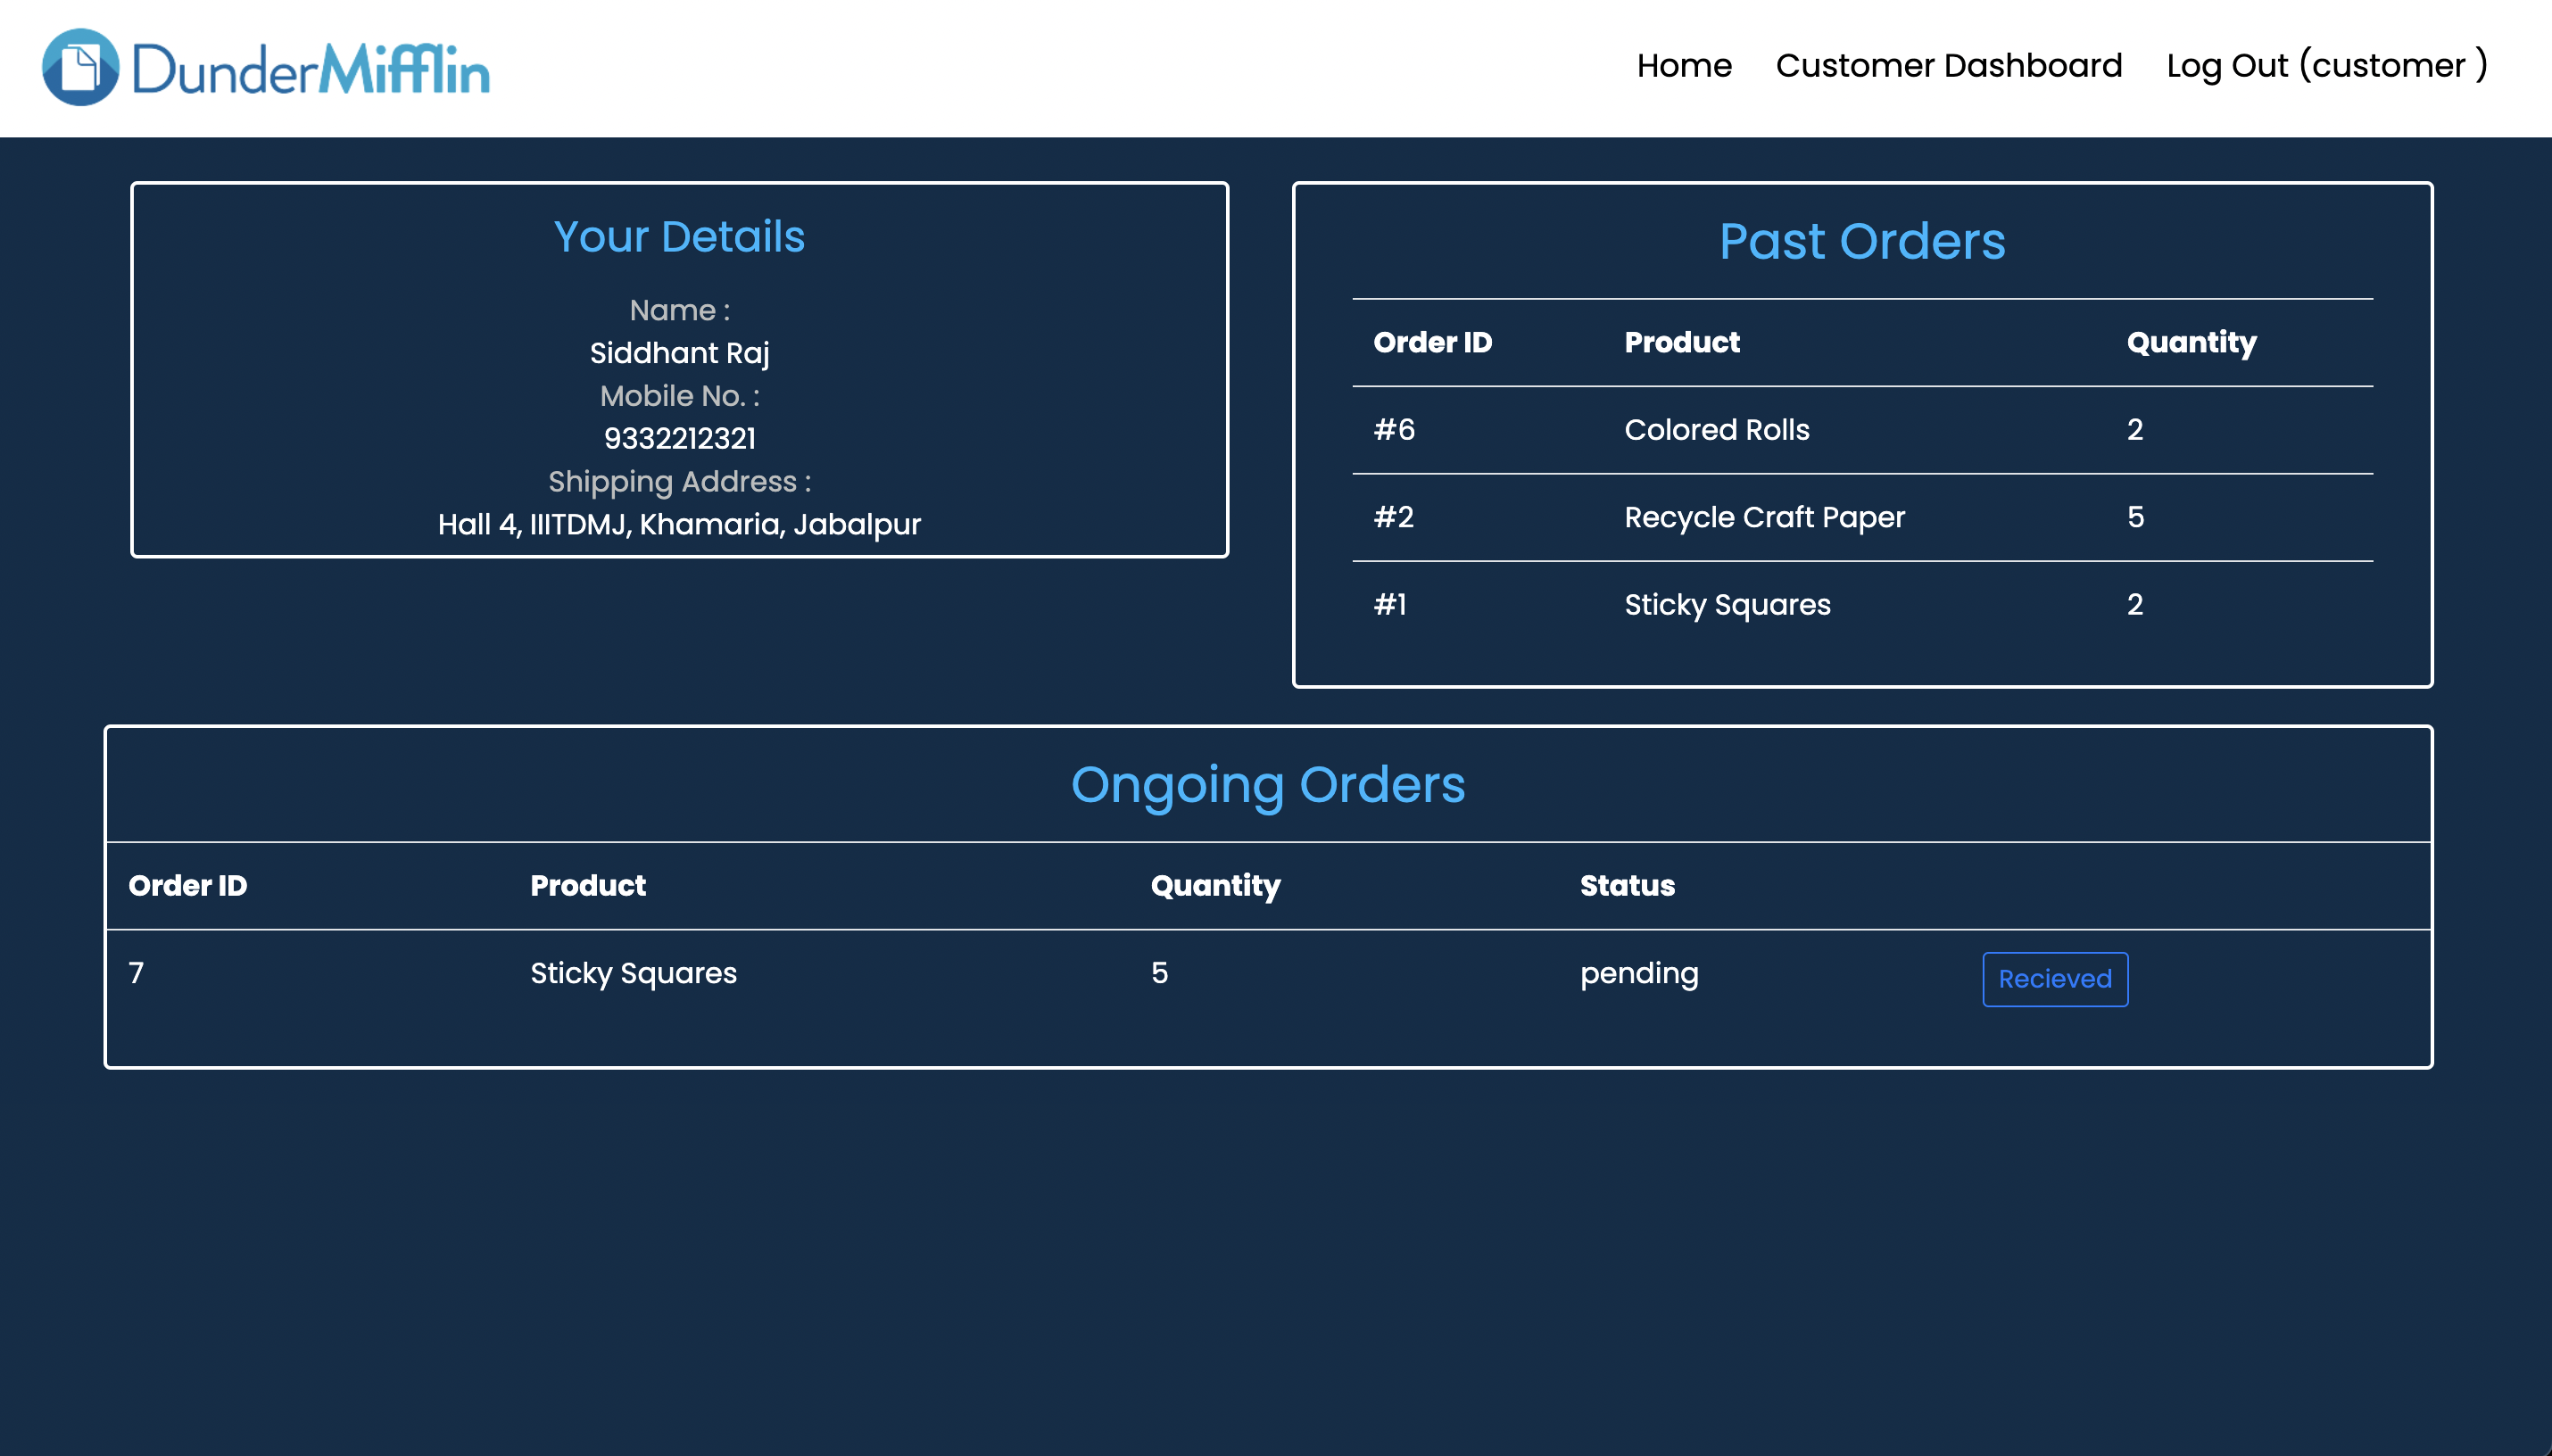 DunderMifflin
Home Customer Dashboard Log Out (customer )
Your Details
Name :
Siddhant Raj
Mobile No. :
9332212321
Shipping Address :
Hall 4, IIITDMJ, Khamaria, Jabalpur
Past Orders
Order ID Product Quantity
#6 Colored Rolls 2
#2 Recycle Craft Paper 5
#1 Sticky Squares 2
Ongoing Orders
Order ID Product Quantity Status
7 Sticky Squares 5 pending Recieved